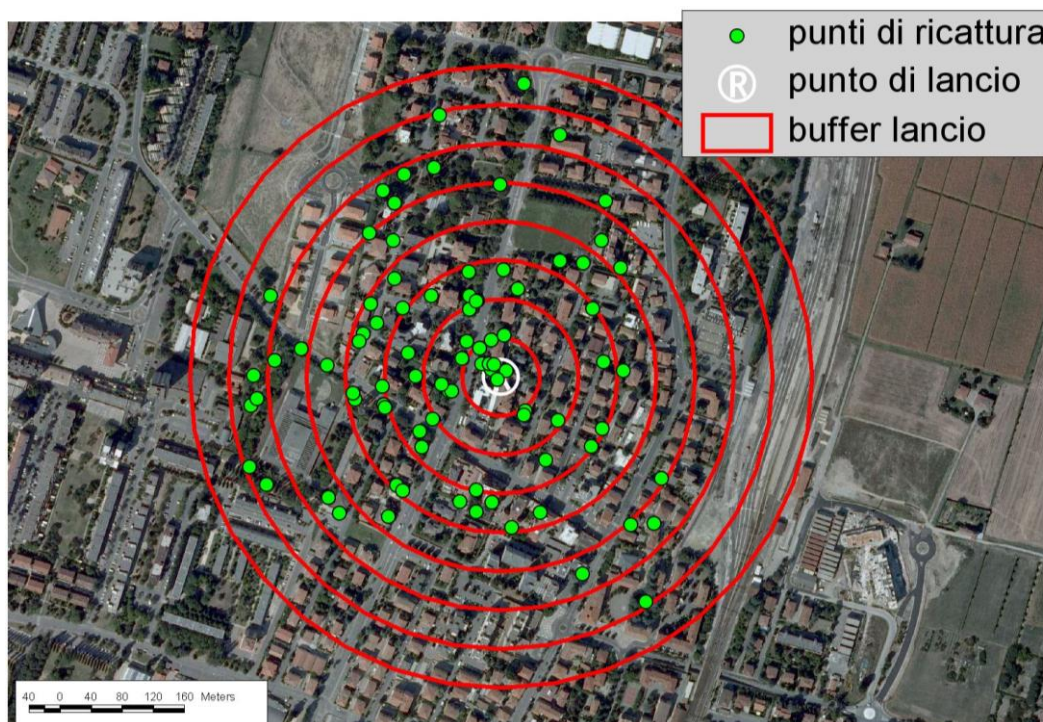 punti di ricattura
® punto di lancio
buffer lancio
40 0 40 80 120 160 Meters